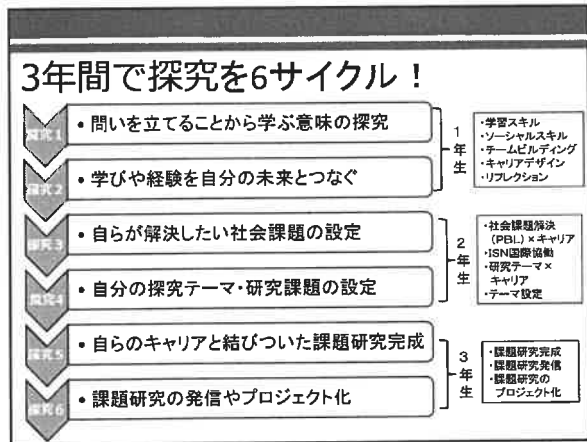 3年間で探究を6サイクル！
探究1
・問いを立てることから学ぶ意味の探究
探究2
・学びや経験を自分の未来とつなぐ
1年生
・学習スキル
・ソーシャルスキル
・チームビルディング
・キャリアデザイン
・リフレクション
探究3
・自らが解決したい社会課題の設定
探究4
・自分の探究テーマ・研究課題の設定
2年生
・社会課題解決
(PBL)×キャリア
・ISN国際協働
・研究テーマ×
キャリア
・テーマ設定
探究5
・自らのキャリアと結びついた課題研究完成
探究6
・課題研究の発信やプロジェクト化
3年生
・課題研究完成
・課題研究発信
・課題研究の
プロジェクト化